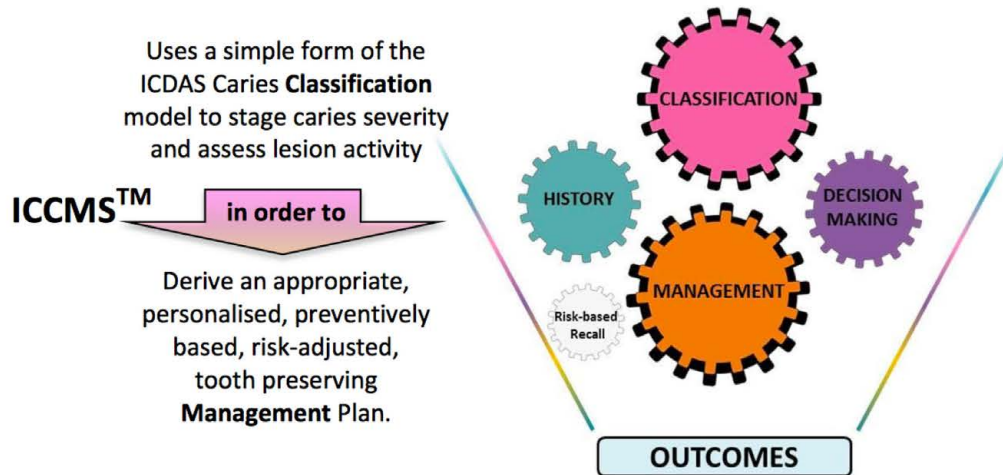 Uses a simple form of the
ICDAS Caries Classification
model to stage caries severity
and assess lesion activity
ICCMS™
in order to
Derive an appropriate,
personalised, preventively
based, risk-adjusted,
tooth preserving
Management Plan.
CLASSIFICATION
HISTORY
DECISION
MAKING
MANAGEMENT
Risk-based
Recall
OUTCOMES